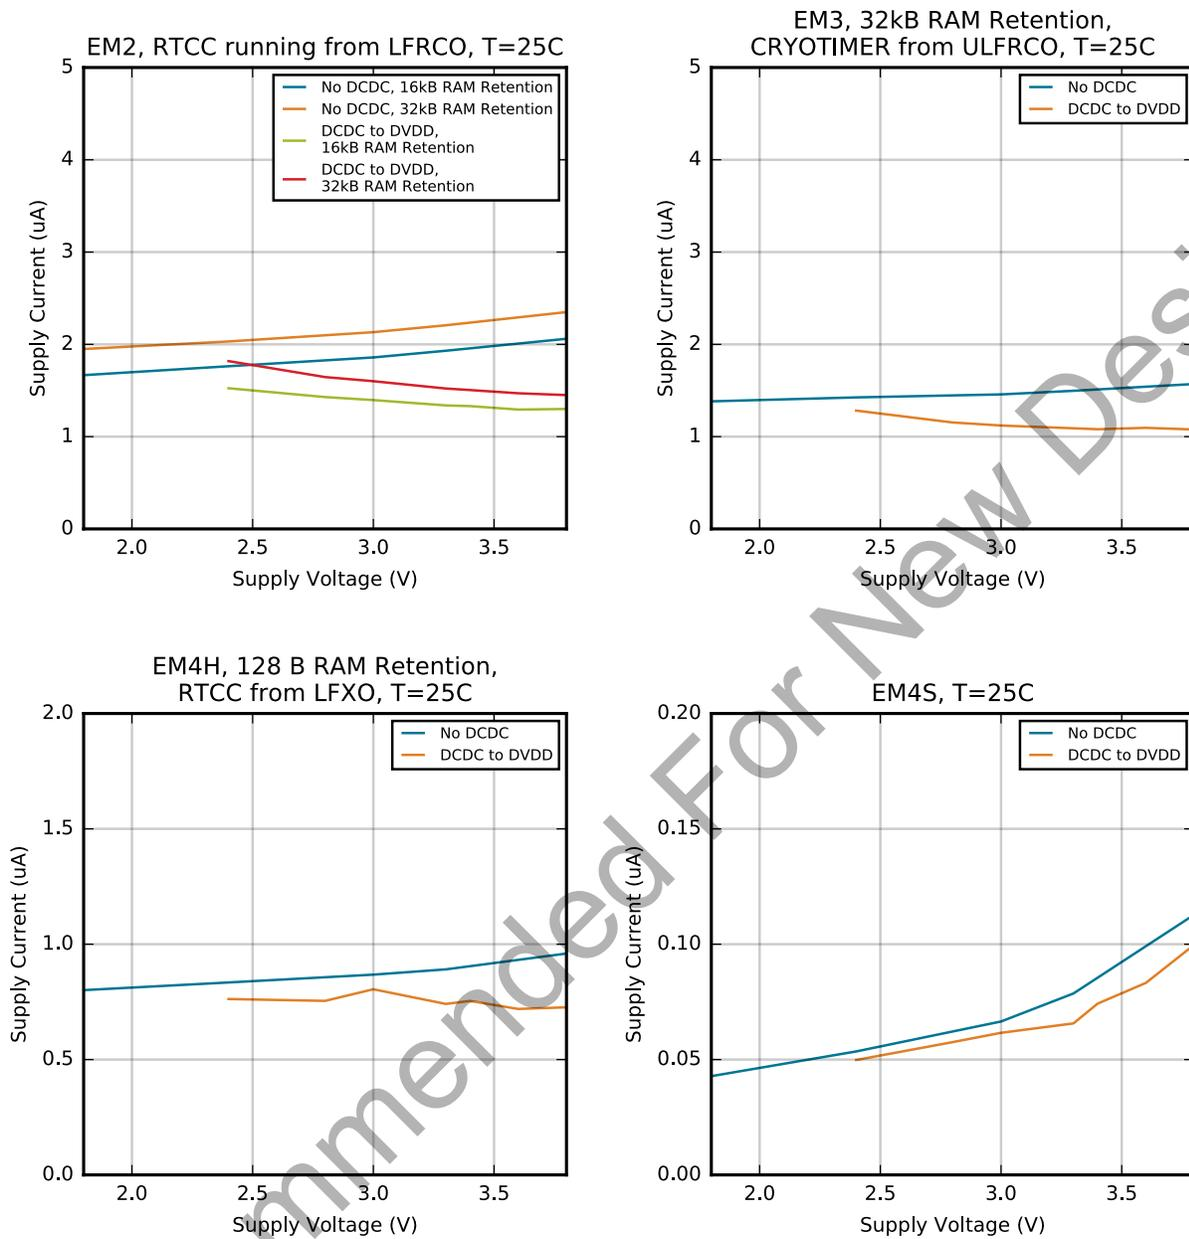 EM2, RTCC running from LFRCO, T=25C
5
4
3
2
1
0
Supply Current (uA)
No DCDC, 16kB RAM Retention
No DCDC, 32kB RAM Retention
DCDC to DVDD,
16kB RAM Retention
DCDC to DVDD,
32kB RAM Retention
2.0 2.5 3.0 3.5
Supply Voltage (V)
EM3, 32kB RAM Retention,
CRYOTIMER from ULFRCO, T=25C
5
4
3
2
1
0
Supply Current (uA)
No DCDC
DCDC to DVDD
2.0 2.5 3.0 3.5
Supply Voltage (V)
EM4H, 128 B RAM Retention,
RTCC from LFXO, T=25C
2.0
1.5
1.0
0.5
0.0
Supply Current (uA)
No DCDC
DCDC to DVDD
2.0 2.5 3.0 3.5
Supply Voltage (V)
EM4S, T=25C
0.20
0.15
0.10
0.05
0.00
Supply Current (uA)
No DCDC
DCDC to DVDD
2.0 2.5 3.0 3.5
Supply Voltage (V)
mmended For New Desi